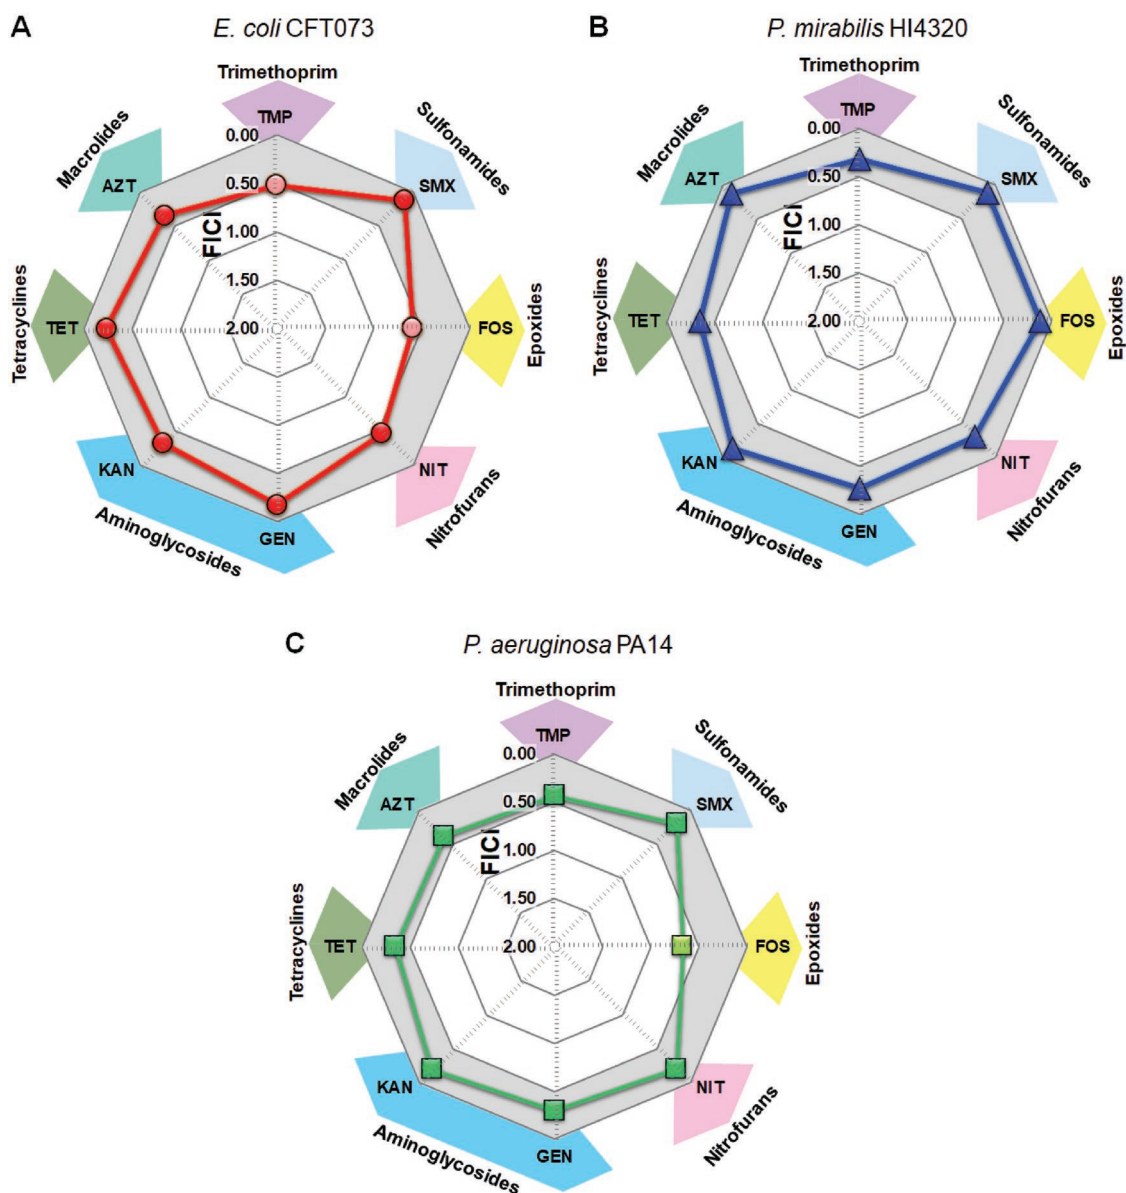 A
E. coli CFT073
Trimethoprim
TMP
Sulfonamides
SMX
Epoxides
FOS
Nitrofurans
NIT
GEN
Aminoglycosides
KAN
Tetracyclines
TET
Macrolides
AZT
0.00
0.50
1.00
1.50
2.00
FICI
B
P. mirabilis HI4320
Trimethoprim
TMP
Sulfonamides
SMX
Epoxides
FOS
Nitrofurans
NIT
GEN
Aminoglycosides
KAN
Tetracyclines
TET
Macrolides
AZT
0.00
0.50
1.00
1.50
2.00
FICI
C
P. aeruginosa PA14
Trimethoprim
TMP
Sulfonamides
SMX
Epoxides
FOS
Nitrofurans
NIT
GEN
Aminoglycosides
KAN
Tetracyclines
TET
Macrolides
AZT
0.00
0.50
1.00
1.50
2.00
FICI